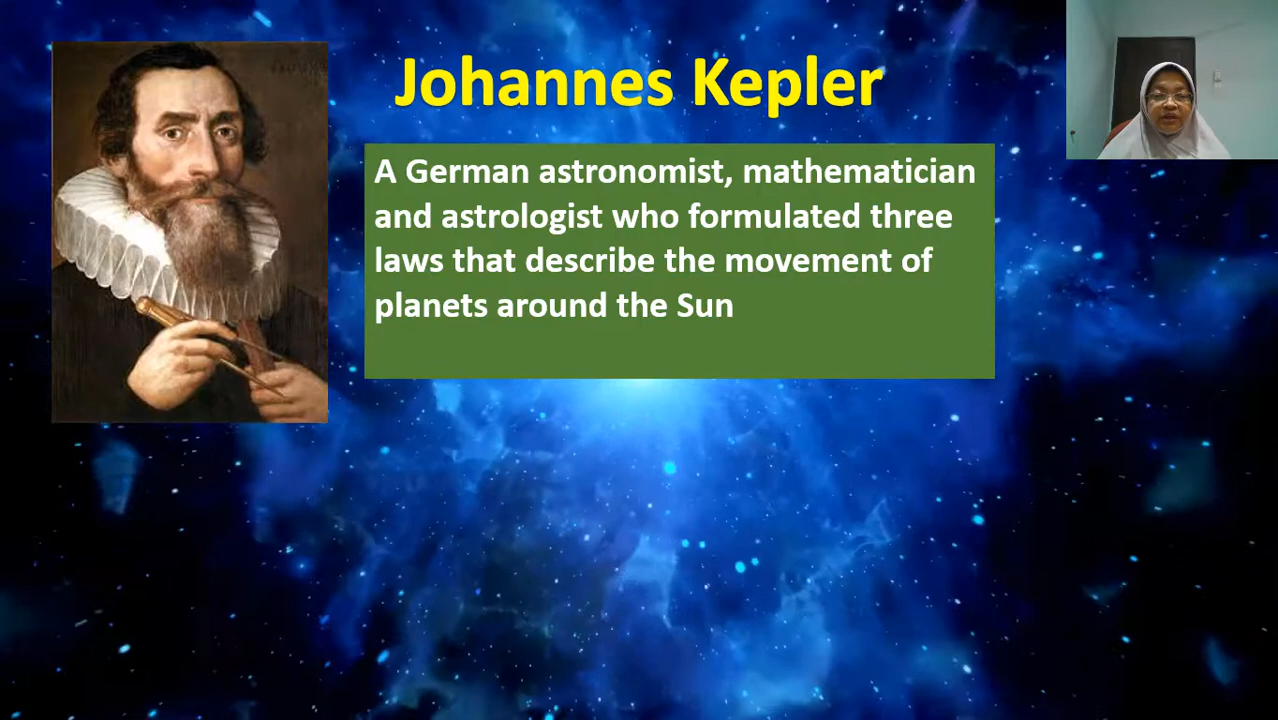 Johannes Kepler
A German astronomist, mathematician
and astrologist who formulated three
laws that describe the movement of
planets around the Sun